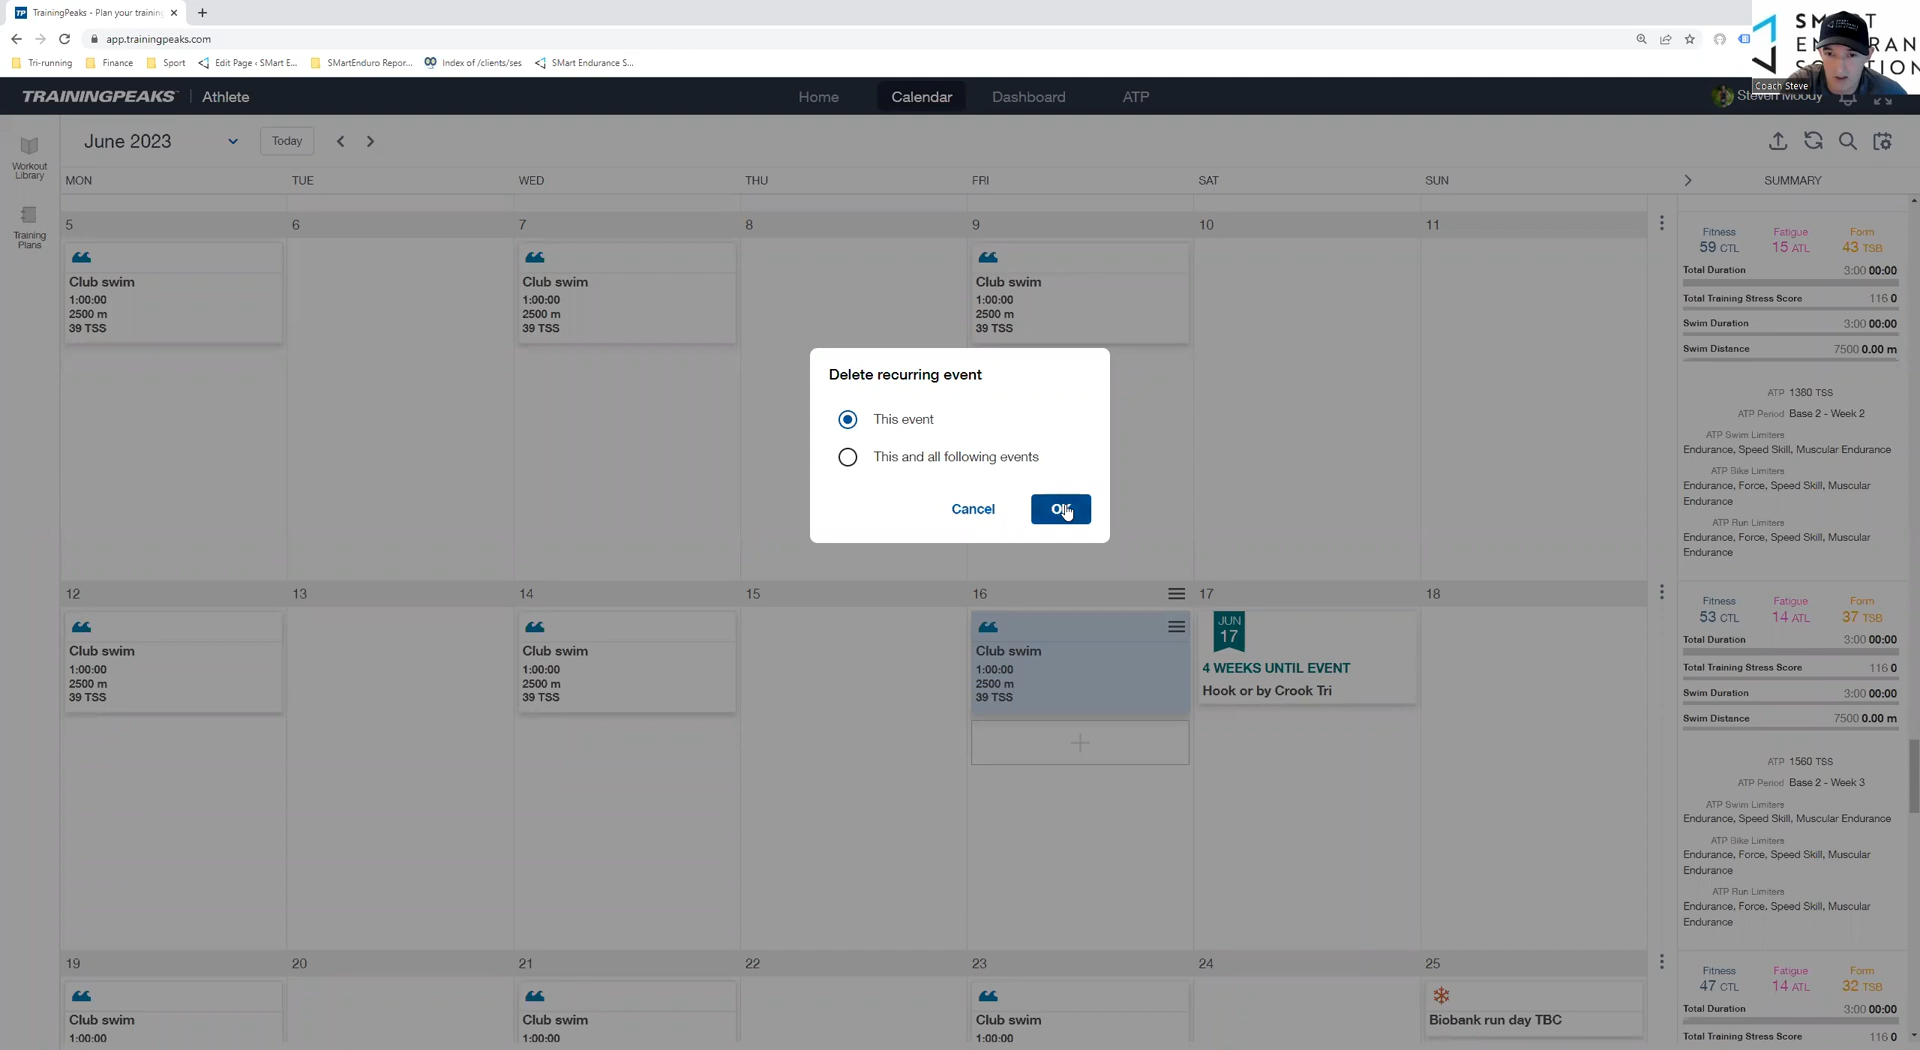 TrainingPeaks - Plan your training
app.trainingpeaks.com
Tri-running
Finance
Sport
Edit Page ‹ SMart E...
SMartEnduro Repor...
Index of /clients/ses
SMart Endurance S...
Coach Steve
TRAININGPEAKS
Athlete
Home
Calendar
Dashboard
ATP
Steven Moody
June 2023
Today
Workout
Library
Training
Plans
MON
TUE
WED
THU
FRI
SAT
SUN
SUMMARY
5
6
7
8
9
10
11
Club swim
1:00:00
2500 m
39 TSS
Club swim
1:00:00
2500 m
39 TSS
Club swim
1:00:00
2500 m
39 TSS
Fitness
59 CTL
Fatigue
15 ATL
Form
43 TSB
Total Duration 3:00 00:00
Total Training Stress Score 116 0
Swim Duration 3:00 00:00
Swim Distance 7500 0.00 m
ATP 1380 TSS
ATP Period Base 2 - Week 2
ATP Swim Limiters
Endurance, Speed Skill, Muscular Endurance
ATP Bike Limiters
Endurance, Force, Speed Skill, Muscular
Endurance
ATP Run Limiters
Endurance, Force, Speed Skill, Muscular
Endurance
Delete recurring event
This event
This and all following events
Cancel
12
13
14
15
16
17
18
Club swim
1:00:00
2500 m
39 TSS
Club swim
1:00:00
2500 m
39 TSS
Club swim
1:00:00
2500 m
39 TSS
JUN
17
4 WEEKS UNTIL EVENT
Hook or by Crook Tri
Fitness
53 CTL
Fatigue
14 ATL
Form
37 TSB
Total Duration 3:00 00:00
Total Training Stress Score 116 0
Swim Duration 3:00 00:00
Swim Distance 7500 0.00 m
ATP 1560 TSS
ATP Period Base 2 - Week 3
ATP Swim Limiters
Endurance, Speed Skill, Muscular Endurance
ATP Bike Limiters
Endurance, Force, Speed Skill, Muscular
Endurance
ATP Run Limiters
Endurance, Force, Speed Skill, Muscular
Endurance
19
20
21
22
23
24
25
Club swim
1:00:00
Club swim
1:00:00
Club swim
1:00:00
Biobank run day TBC
Fitness
47 CTL
Fatigue
14 ATL
Form
32 TSB
Total Duration 3:00 00:00
Total Training Stress Score 116 0